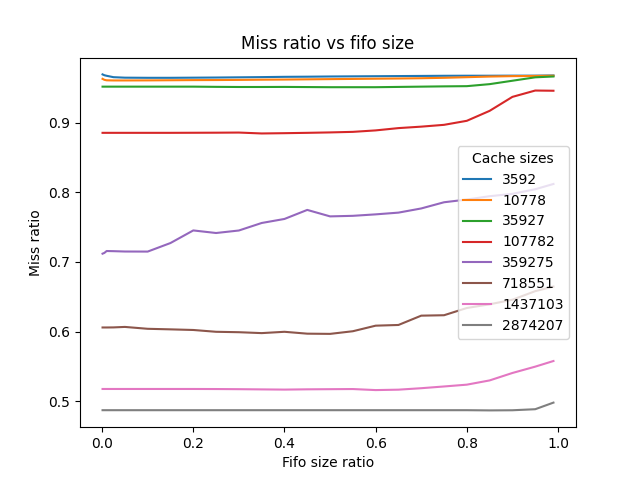 Miss ratio vs fifo size
Miss ratio
0.9
0.8
0.7
0.6
0.5
Cache sizes
3592
10778
35927
107782
359275
718551
1437103
2874207
0.0 0.2 0.4 0.6 0.8 1.0
Fifo size ratio